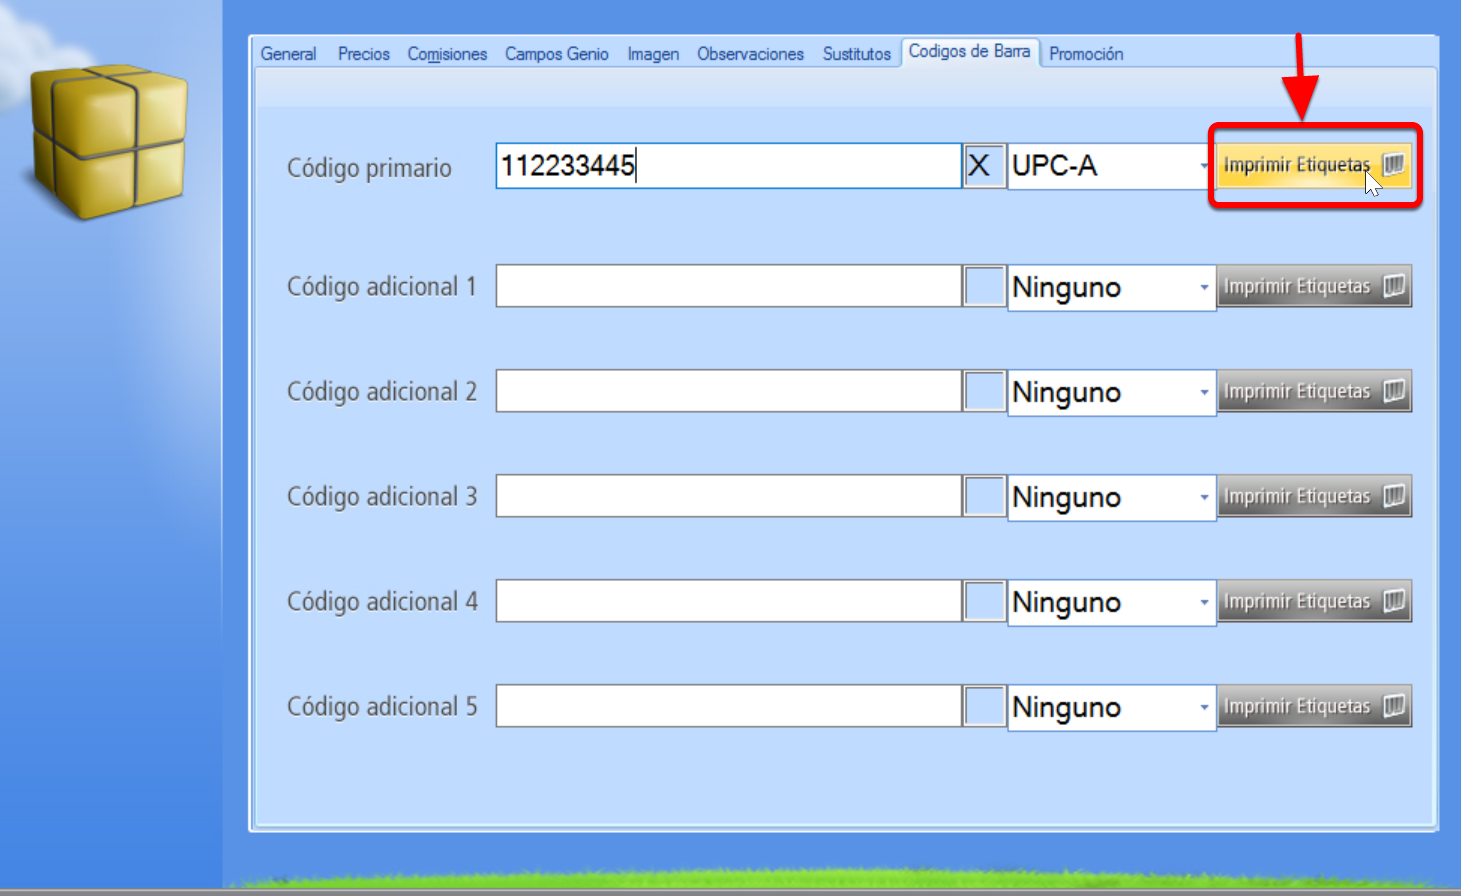 General Precios Comisiones Campos Genio Imagen Observaciones Sustitutos Codigos de Barra Promoción
Código primario 112233445 X UPC-A Imprimir Etiquetas
Código adicional 1 Ninguno Imprimir Etiquetas
Código adicional 2 Ninguno Imprimir Etiquetas
Código adicional 3 Ninguno Imprimir Etiquetas
Código adicional 4 Ninguno Imprimir Etiquetas
Código adicional 5 Ninguno Imprimir Etiquetas